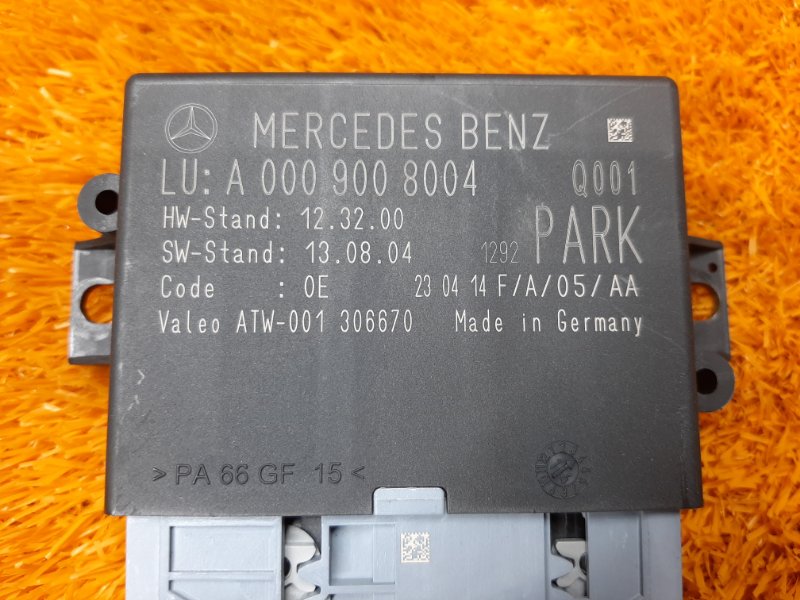 MERCEDES BENZ
LU: A 000 900 8004 Q001
HW-Stand: 12.32.00
SW-Stand: 13.08.04 1292 PARK
Code : 0E 23 04 14 F/A/05/AA
Valeo ATW-001 306670 Made in Germany
>PA 66 GF 15<